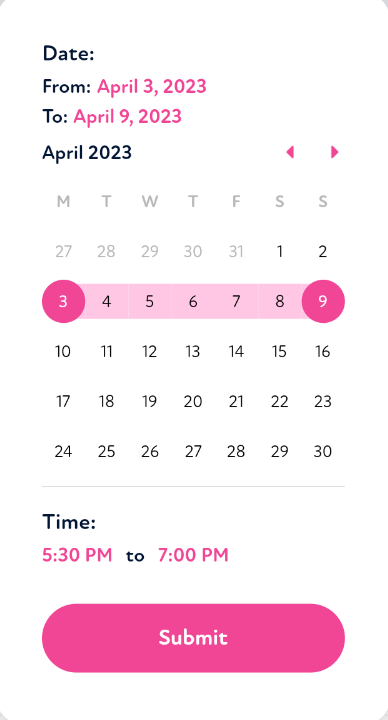 Date:
From: April 3, 2023
To: April 9, 2023
April 2023
M T W T F S S
27 28 29 30 31 1 2
3 4 5 6 7 8 9
10 11 12 13 14 15 16
17 18 19 20 21 22 23
24 25 26 27 28 29 30
Time:
5:30 PM to 7:00 PM
Submit